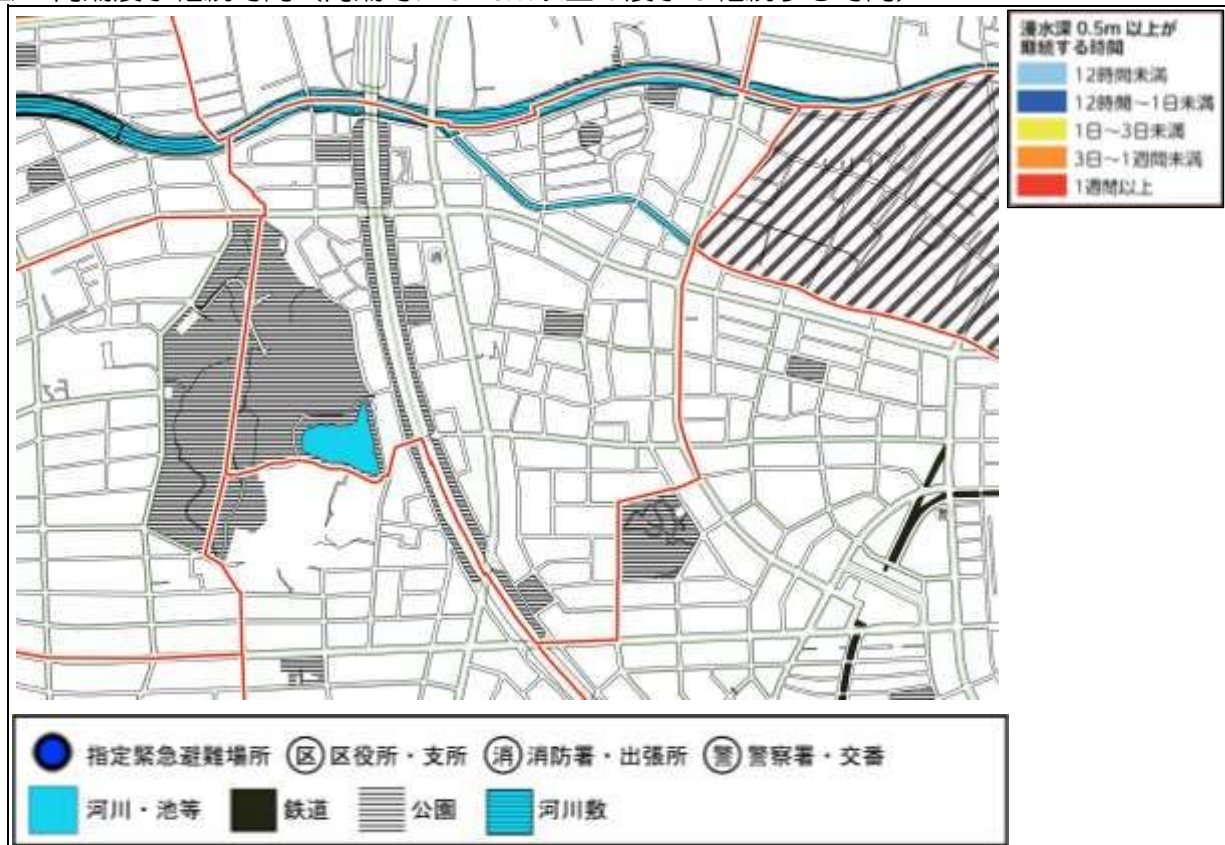 浸水深 0.5m 以上が
継続する時間
12時間未満
12時間～1日未満
1日～3日未満
3日～1週間未満
1週間以上
消
指定緊急避難場所 区 区役所・支所 消 消防署・出張所 警 警察署・交番
河川・池等 鉄道 公園 河川敷